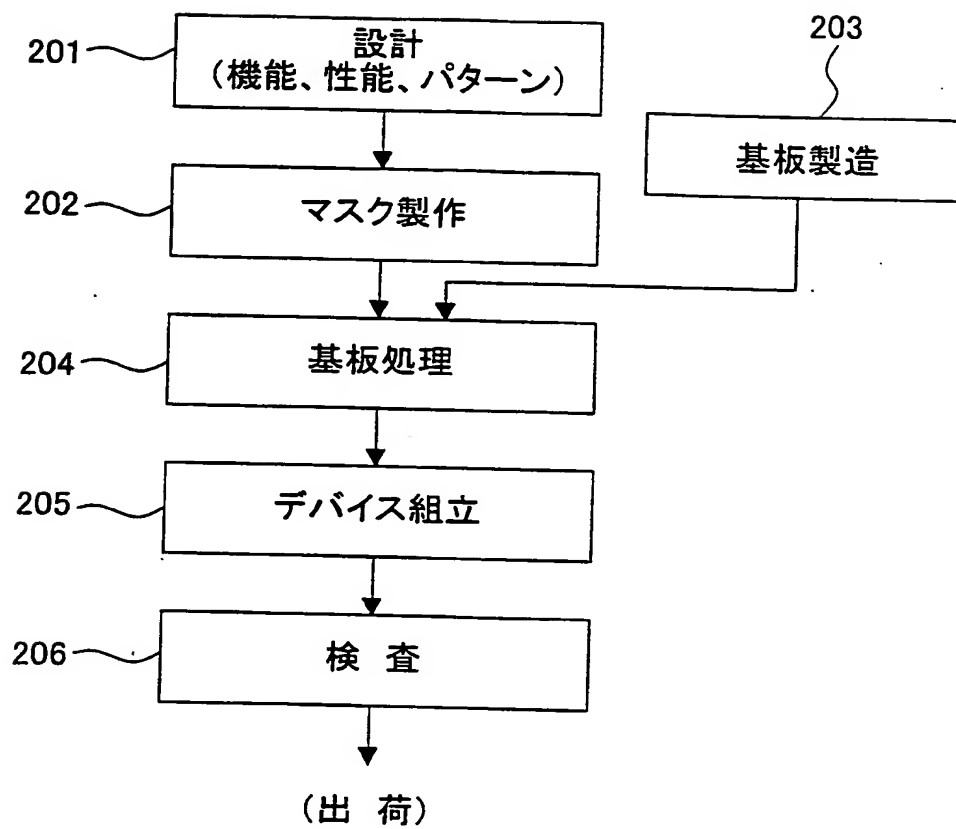 201
設計
(機能、性能、パターン)
203
基板製造
202
マスク製作
204
基板処理
205
デバイス組立
206
検 査
(出 荷)